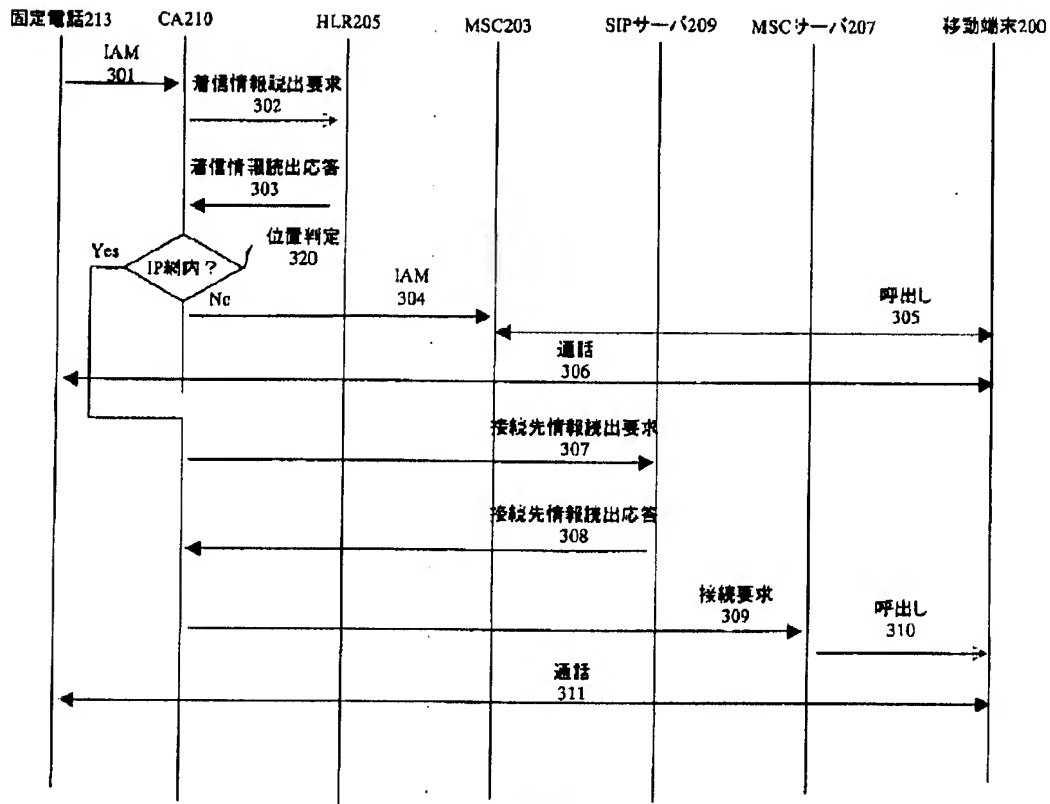 固定電話213 CA210 HLR205 MSC203 SIPサーバ209 MSCサーバ207 移動端末200
IAM
301
着信情報読出要求
302
着信情報読出応答
303
位置判定
320
Yes
IP網内？
No
IAM
304
呼出し
305
通話
306
接続先情報読出要求
307
接続先情報読出応答
308
接続要求
309
呼出し
310
通話
311